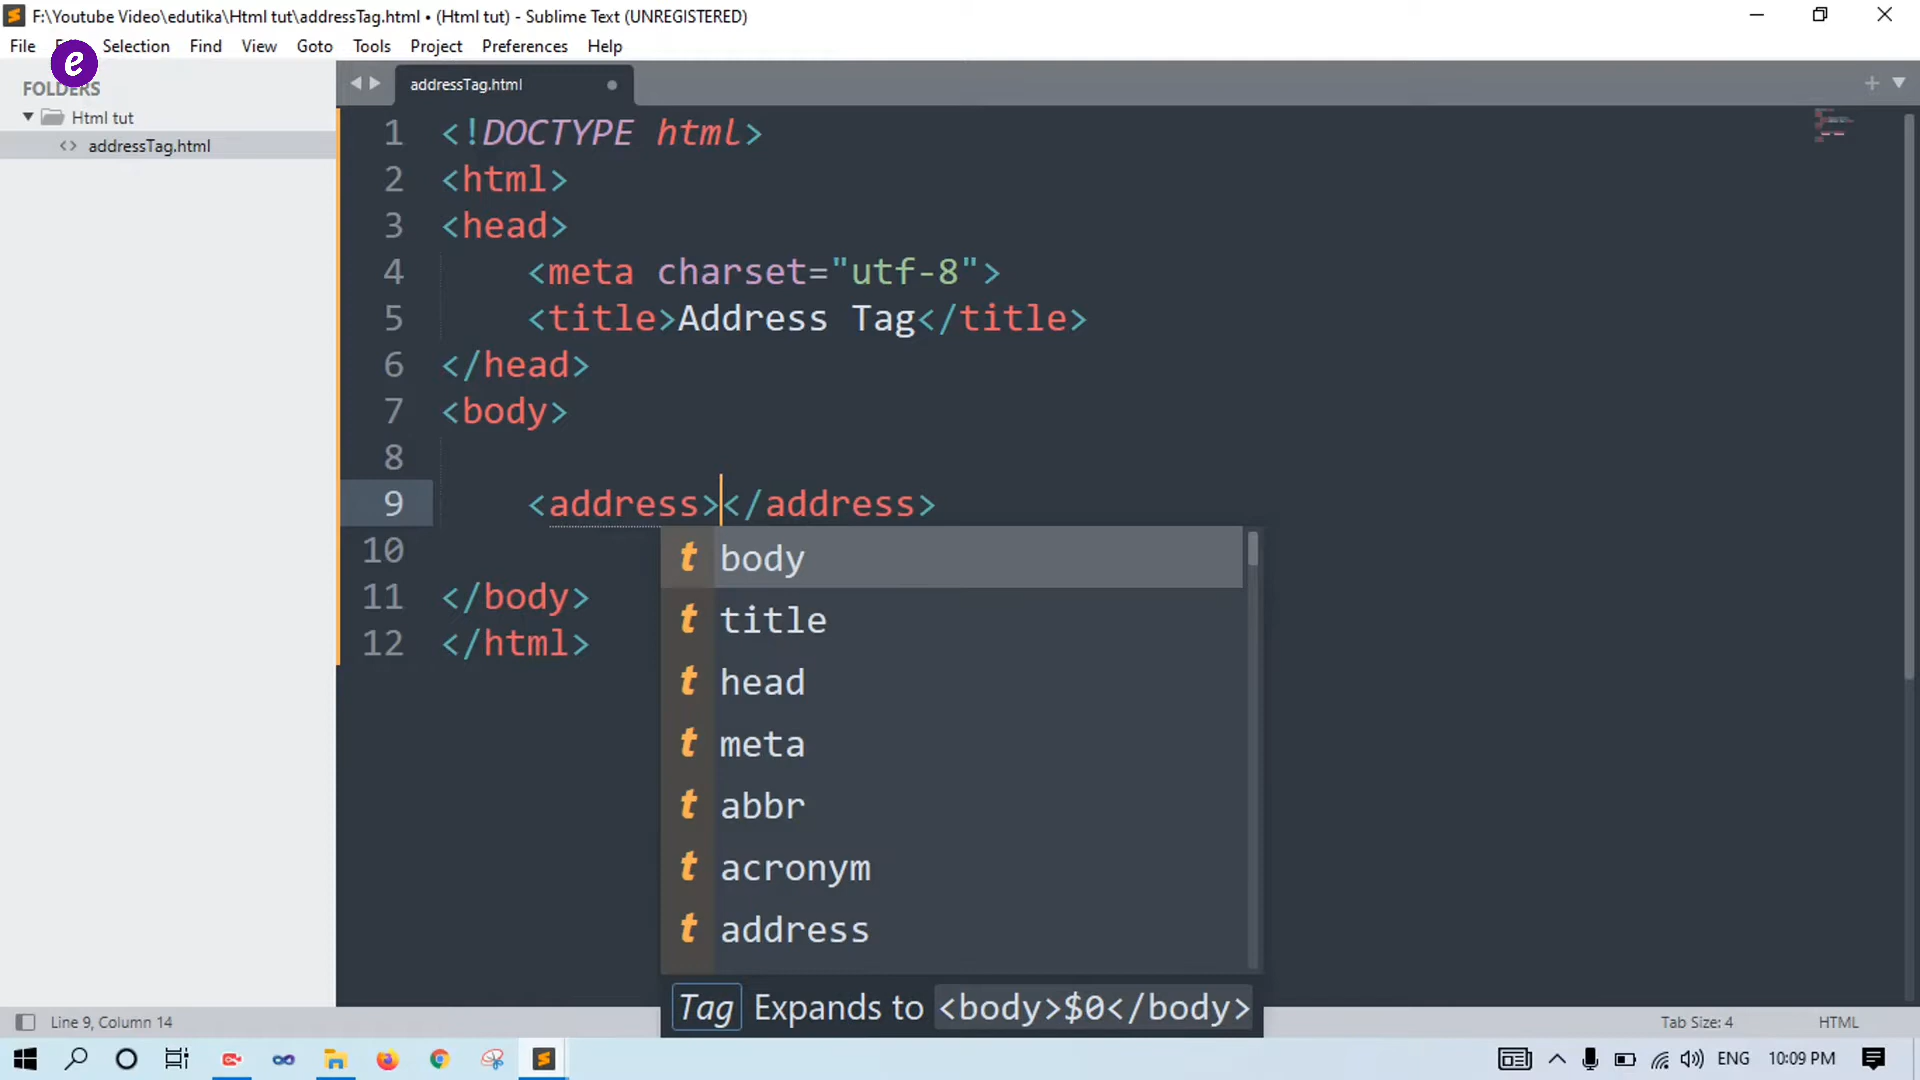 F:\Youtube Video\edutika\Html tut\addressTag.html • (Html tut) - Sublime Text (UNREGISTERED)
File Selection Find View Goto Tools Project Preferences Help
e
FOLDERS
Html tut
<> addressTag.html
addressTag.html
1 <!DOCTYPE html>
2 <html>
3 <head>
4 <meta charset="utf-8">
5 <title>Address Tag</title>
6 </head>
7 <body>
8
9 <address></address>
10
11 </body>
12 </html>
t body
t title
t head
t meta
t abbr
t acronym
t address
Tag Expands to <body>$0</body>
Line 9, Column 14
Tab Size: 4
HTML
ENG
10:09 PM